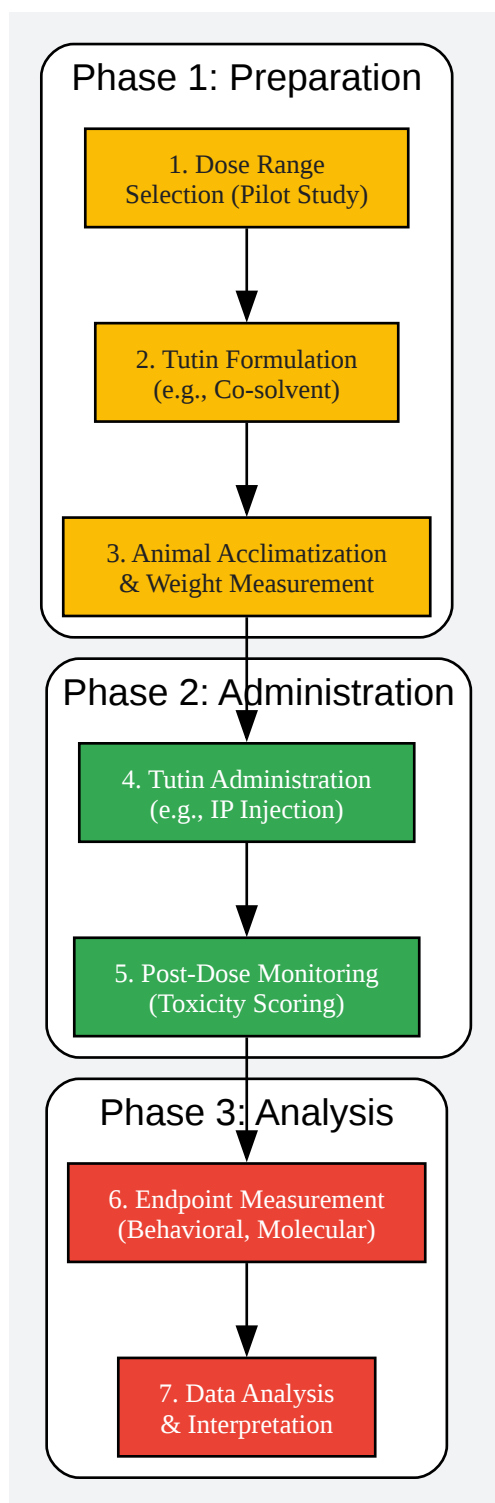 Phase 1: Preparation
1. Dose Range
Selection (Pilot Study)
2. Tutin Formulation
(e.g., Co-solvent)
3. Animal Acclimatization
& Weight Measurement
Phase 2: Administration
4. Tutin Administration
(e.g., IP Injection)
5. Post-Dose Monitoring
(Toxicity Scoring)
Phase 3: Analysis
6. Endpoint Measurement
(Behavioral, Molecular)
7. Data Analysis
& Interpretation